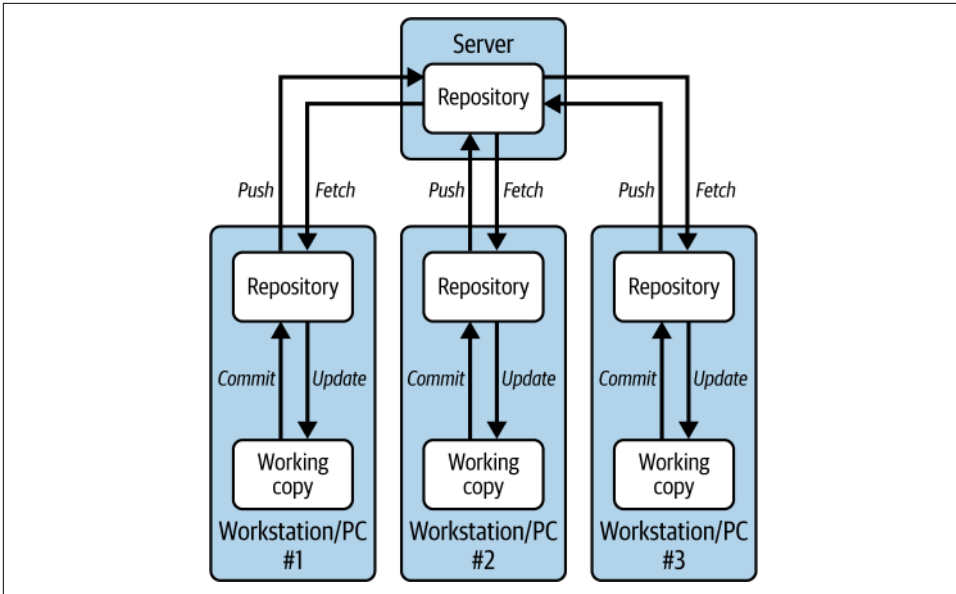 Server
Repository
Push
Fetch
Push
Fetch
Push
Fetch
Repository
Repository
Repository
Commit
Update
Commit
Update
Commit
Update
Working
copy
Working
copy
Working
copy
Workstation/PC
#1
Workstation/PC
#2
Workstation/PC
#3